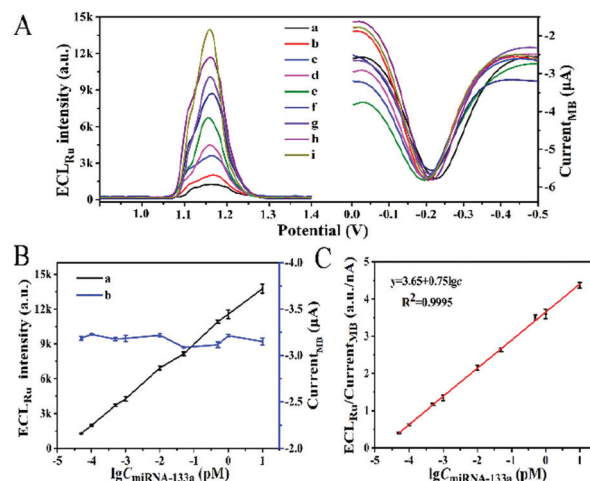 A
ECL_Ru intensity (a.u.)
15k
12k
9k
6k
3k
0
a
b
c
d
e
f
g
h
i
-1
-2
-3
-4
-5
-6
Current_MB (μA)
1.0
1.1
1.2
1.3
1.4
0.0
-0.1
-0.2
-0.3
-0.4
-0.5
Potential (V)
B
ECL_Ru intensity (a.u.)
15k
12k
9k
6k
3k
0
a
b
-4.0
-3.5
-3.0
-2.5
-2.0
Current_MB (μA)
-5 -4 -3 -2 -1 0 1
lgC_miRNA-133a (pM)
C
ECL_Ru/Current_MB (a.u./nA)
5
4
3
2
1
0
y=3.65+0.75lgc
R²=0.9995
-5 -4 -3 -2 -1 0 1
lgC_miRNA-133a (pM)